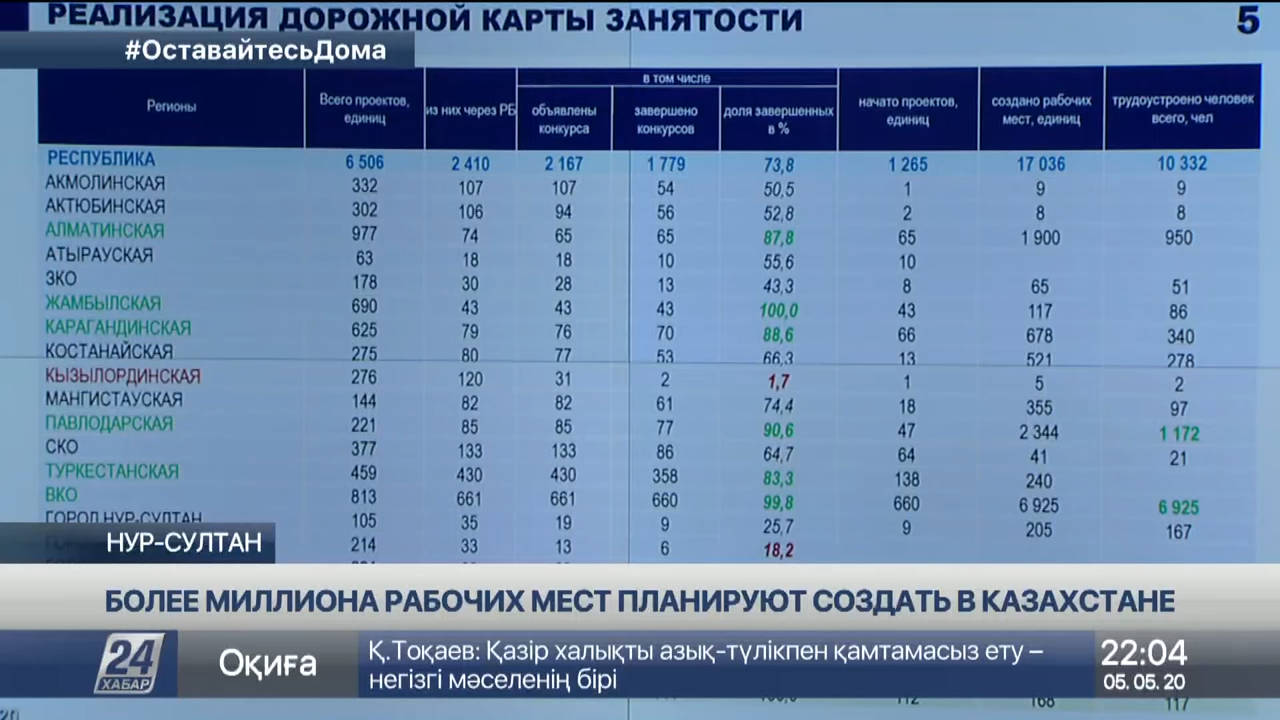 РЕАЛИЗАЦИЯ ДОРОЖНОЙ КАРТЫ ЗАНЯТОСТИ 5
#ОставайтесьДома
Регионы Всего проектов, единиц из них через РБ в том числе объявлены конкурса завершено конкурсов доля завершенных в % начато проектов, единиц создано рабочих мест, единиц трудоустроено человек всего, чел
РЕСПУБЛИКА 6 506 2 410 2 167 1 779 73,8 1 265 17 036 10 332
АКМОЛИНСКАЯ 332 107 107 54 50,5 1 9 9
АКТЮБИНСКАЯ 302 106 94 56 52,8 2 8 8
АЛМАТИНСКАЯ 977 74 65 65 87,8 65 1 900 950
АТЫРАУСКАЯ 63 18 18 10 55,6 10
ЗКО 178 30 28 13 43,3 8 65 51
ЖАМБЫЛСКАЯ 690 43 43 43 100,0 43 117 86
КАРАГАНДИНСКАЯ 625 79 76 70 88,6 66 678 340
КОСТАНАЙСКАЯ 275 80 77 53 66,3 13 521 278
КЫЗЫЛОРДИНСКАЯ 276 120 31 2 1,7 1 5 2
МАНГИСТАУСКАЯ 144 82 82 61 74,4 18 355 97
ПАВЛОДАРСКАЯ 221 85 85 77 90,6 47 2 344 1 172
СКО 377 133 133 86 64,7 64 41 21
ТУРКЕСТАНСКАЯ 459 430 430 358 83,3 138 240
ВКО 813 661 661 660 99,8 660 6 925 6 925
ГОРОД НУР-СУЛТАН 105 35 19 9 25,7 9 205 167
214 33 13 6 18,2
НУР-СУЛТАН
БОЛЕЕ МИЛЛИОНА РАБОЧИХ МЕСТ ПЛАНИРУЮТ СОЗДАТЬ В КАЗАХСТАНЕ
24 ХАБАР
Оқиға
Қ.Тоқаев: Қазір халықты азық-түлікпен қамтамасыз ету –
негізгі мәселенің бірі
22:04
05. 05. 20
112 168 117